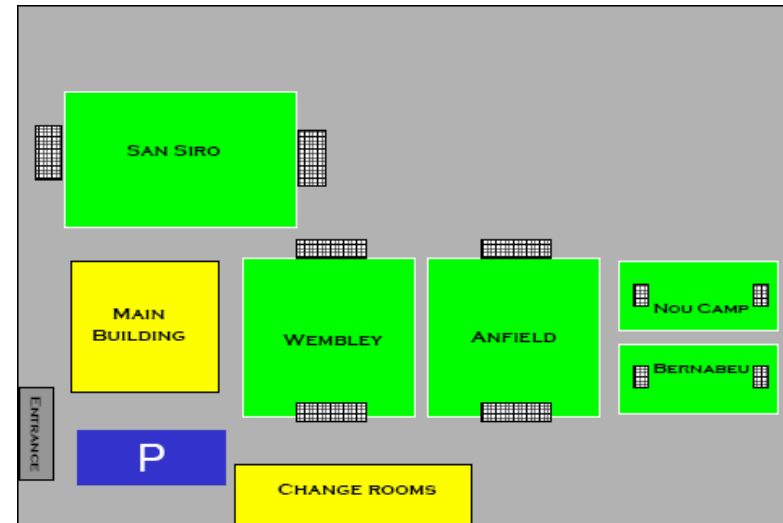 SAN SIRO
MAIN
BUILDING
WEMBLEY
ANFIELD
NOU CAMP
BERNABEU
ENTRANCE
P
CHANGE ROOMS